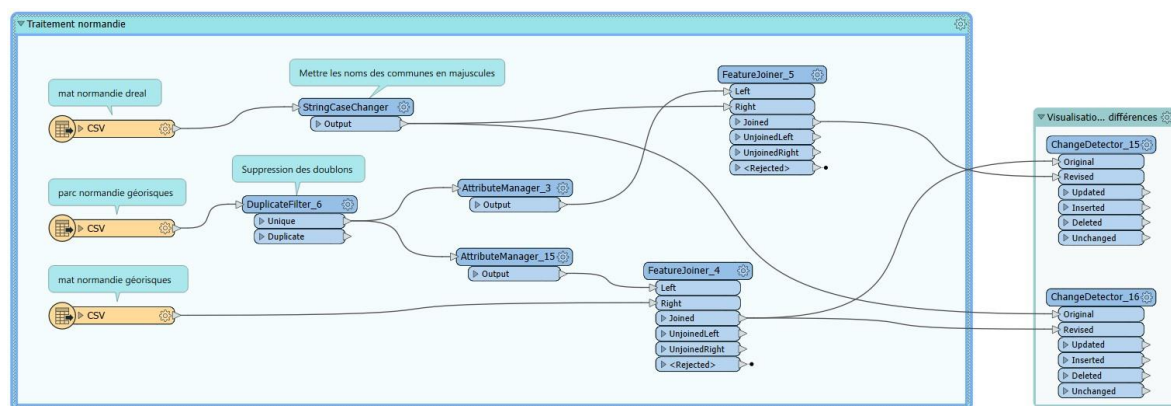 Traitement normandie
Mettre les noms des communes en majuscules
mat normandie dreal
CSV
StringCaseChanger
Output
Suppression des doublons
parc normandie géorisques
CSV
DuplicateFilter_6
Unique
Duplicate
mat normandie géorisques
CSV
AttributeManager_3
Output
AttributeManager_15
Output
FeatureJoiner_5
Left
Right
Joined
UnjoinedLeft
UnjoinedRight
<Rejected>
FeatureJoiner_4
Left
Right
Joined
UnjoinedLeft
UnjoinedRight
<Rejected>
Visualisatio... différences
ChangeDetector_15
Original
Revised
Updated
Inserted
Deleted
Unchanged
ChangeDetector_16
Original
Revised
Updated
Inserted
Deleted
Unchanged